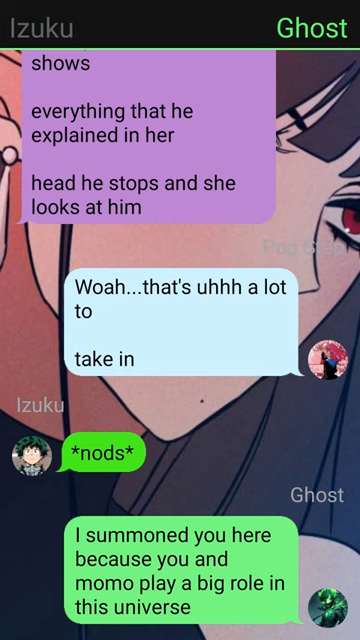 Izuku
Ghost
shows
everything that he
explained in her
head he stops and she
looks at him
Pop Step
Woah...that's uhhh a lot
to
take in
Izuku
*nods*
Ghost
I summoned you here
because you and
momo play a big role in
this universe